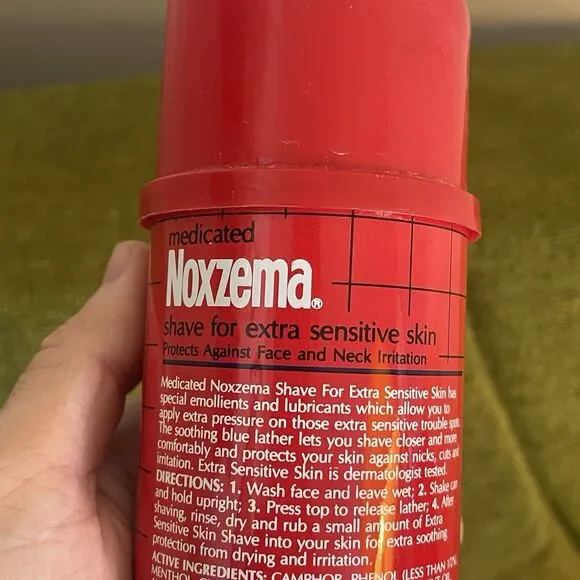 medicated
NOXZEMA®
shave for extra sensitive skin
Protects Against Face and Neck Irritation
Medicated Noxzema Shave For Extra Sensitive Skin has
special emollients and lubricants which allow you to
apply extra pressure on those extra sensitive trouble spots.
The soothing blue lather lets you shave closer and more
comfortably and protects your skin against nicks, cuts and
irritation. Extra Sensitive Skin is dermatologist tested.
DIRECTIONS: 1. Wash face and leave wet; 2. Shake can
and hold upright; 3. Press top to release lather; 4. After
shaving, rinse, dry and rub a small amount of Extra
Sensitive Skin Shave into your skin for extra soothing
protection from drying and irritation.
ACTIVE INGREDIENTS: CAMPHOR, PHENOL (LESS THAN 1/2%),
MENTHOL,